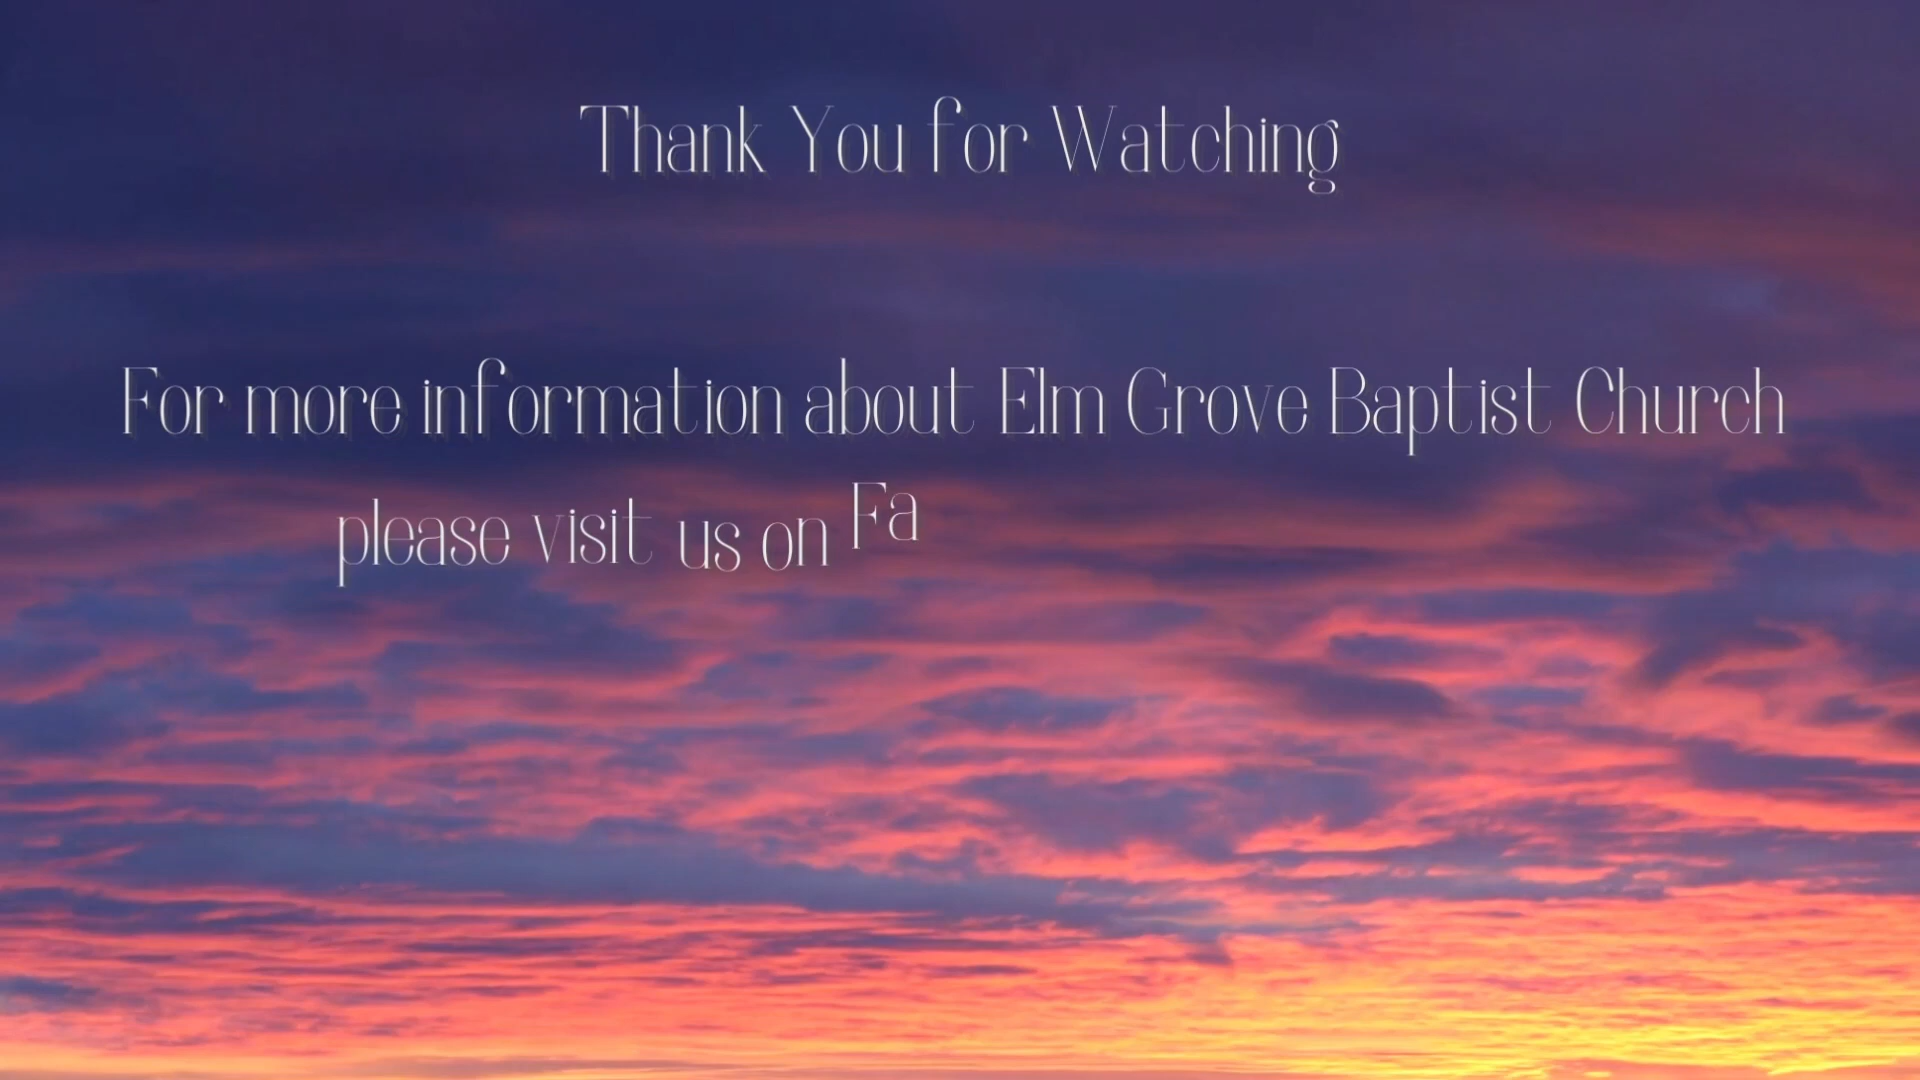 Thank You for Watching
For more information about Elm Grove Baptist Church
please visit us on Fa